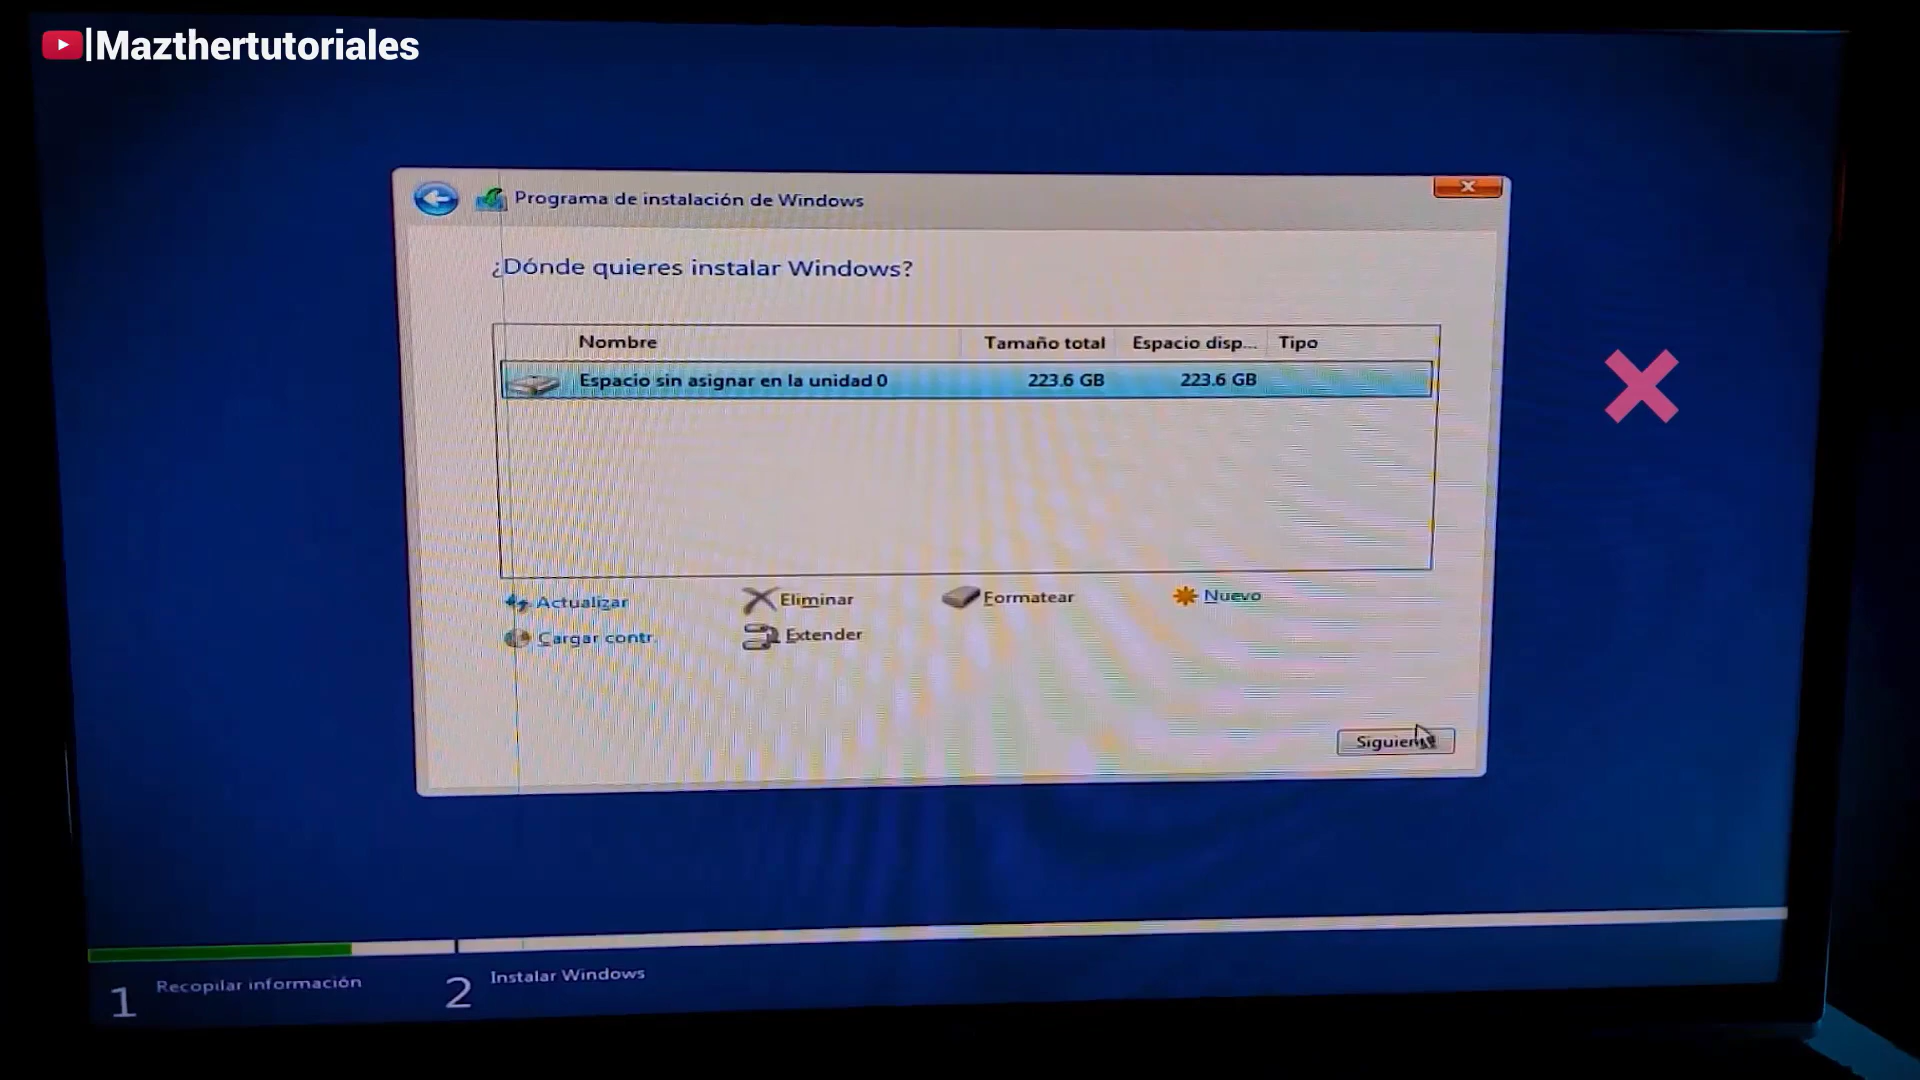 |Mazthertutoriales
Programa de instalación de Windows
¿Dónde quieres instalar Windows?
Nombre Tamaño total Espacio disp... Tipo
Espacio sin asignar en la unidad 0 223.6 GB 223.6 GB
Actualizar Eliminar Formatear Nuevo
Cargar contr. Extender
Siguiente
1 Recopilar información 2 Instalar Windows